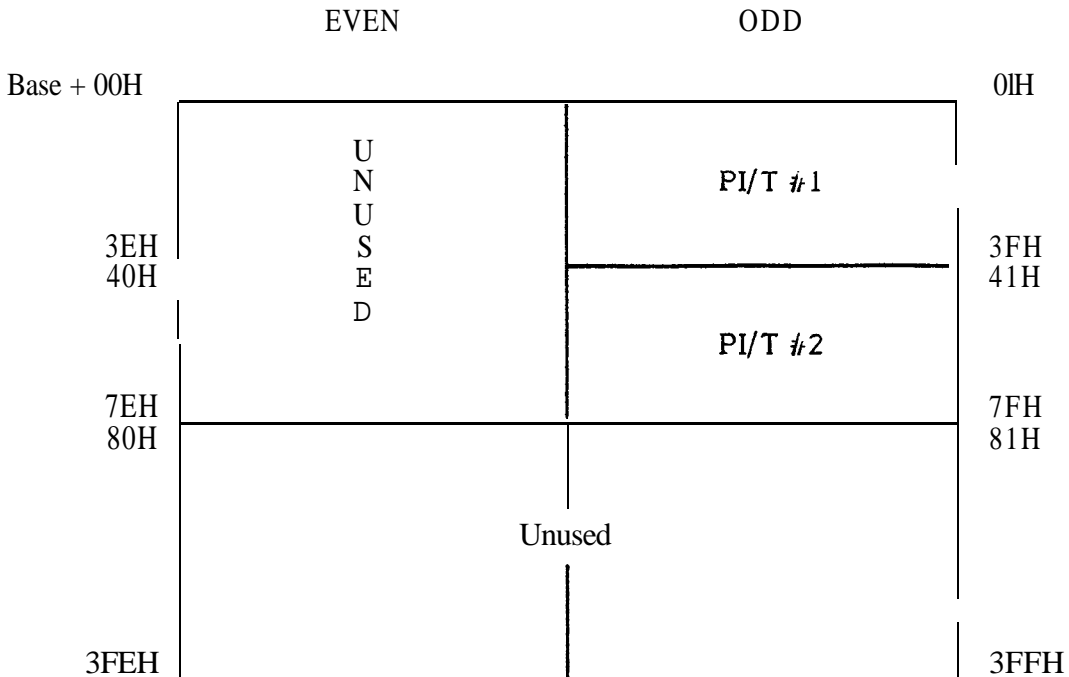 EVEN ODD
Base + 00H 01H
U
N
U
S
E
D
PI/T #1
3EH 3FH
40H 41H
PI/T #2
7EH 7FH
80H 81H
Unused
3FEH 3FFH